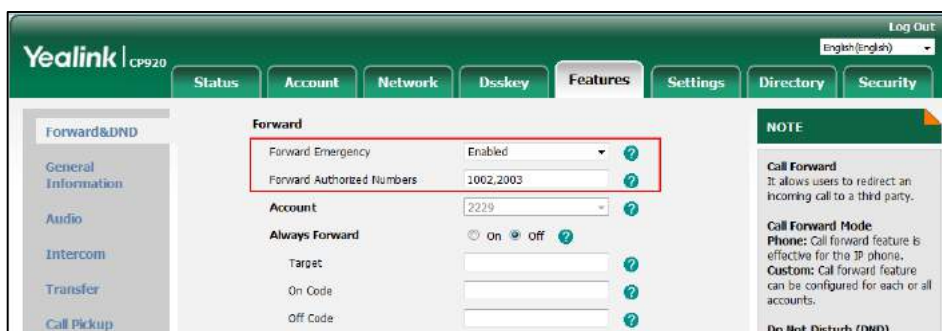 Log Out
Yealink CP920
English(English)
Status Account Network Dsskey Features Settings Directory Security
Forward&DND
General
Information
Audio
Intercom
Transfer
Call Pickup
Forward
Forward Emergency Enabled
Forward Authorized Numbers 1002,2003
Account 2229
Always Forward On Off
Target
On Code
Off Code
NOTE
Call Forward
It allows users to redirect an
incoming call to a third party.
Call Forward Mode
Phone: Call forward feature is
effective for the IP phone.
Custom: Call forward feature
can be configured for each or all
accounts.
Do Not Disturb (DND)